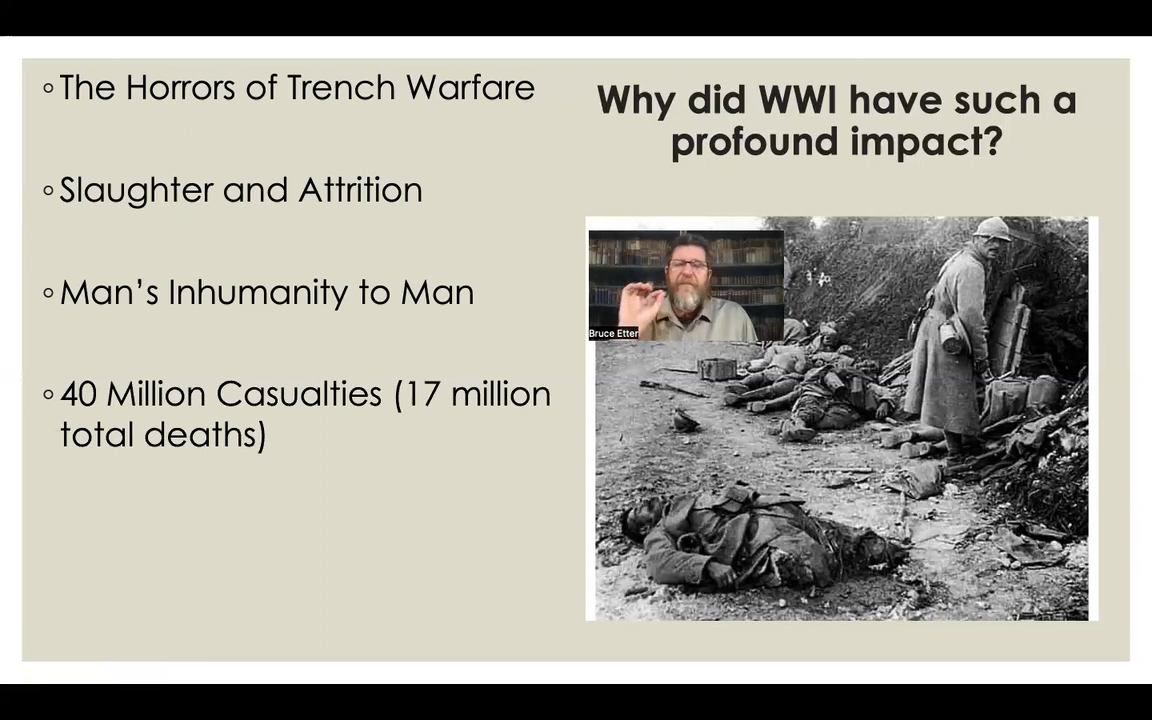 ◦The Horrors of Trench Warfare
◦Slaughter and Attrition
◦Man’s Inhumanity to Man
◦40 Million Casualties (17 million
total deaths)
Why did WWI have such a
profound impact?
Bruce Etter